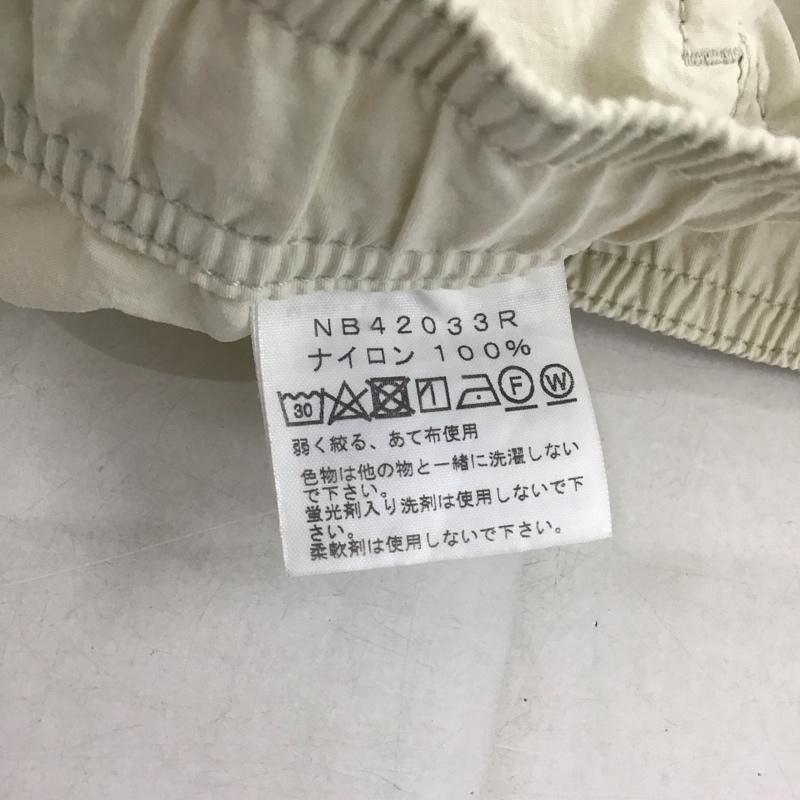 NB42033R
ナイロン 100%
30 F W
弱く絞る、あて布使用
色物は他の物と一緒に洗濯しない
で下さい。
蛍光剤入り洗剤は使用しないで下
さい。
柔軟剤は使用しないで下さい。